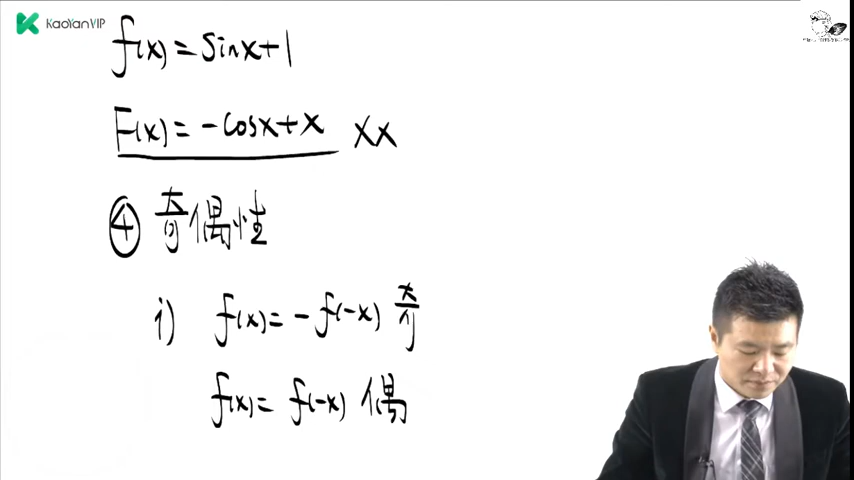 KaoYanVIP
f(x) = sinx+1
F(x) = -cosx+x XX
④ 奇偶性
i) f(x) = -f(-x) 奇
f(x) = f(-x) 偶